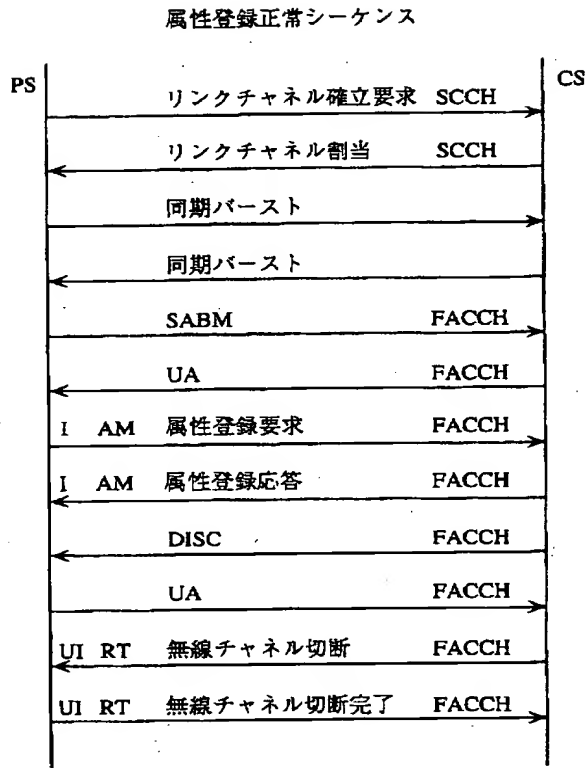 属性登録正常シーケンス
PS CS
リンクチャネル確立要求 SCCH
リンクチャネル割当 SCCH
同期バースト
同期バースト
SABM FACCH
UA FACCH
I AM 属性登録要求 FACCH
I AM 属性登録応答 FACCH
DISC FACCH
UA FACCH
UI RT 無線チャネル切断 FACCH
UI RT 無線チャネル切断完了 FACCH